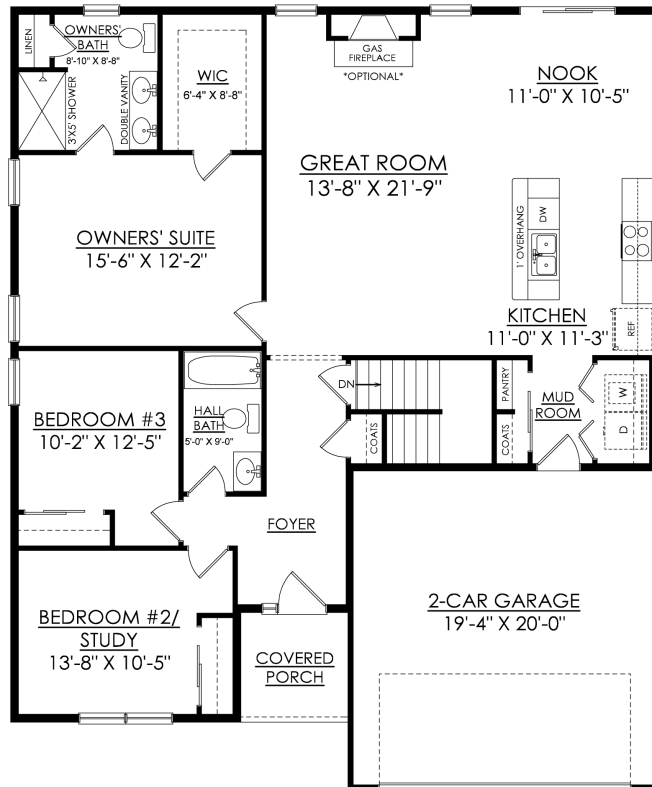 LINEN
OWNERS'
BATH
8'-10" X 8'-8"
3'X5' SHOWER
DOUBLE VANITY
WIC
6'-4" X 8'-8"
GAS
FIREPLACE
*OPTIONAL*
NOOK
11'-0" X 10'-5"
GREAT ROOM
13'-8" X 21'-9"
OWNERS' SUITE
15'-6" X 12'-2"
1' OVERHANG
DW
KITCHEN
11'-0" X 11'-3"
REF
BEDROOM #3
10'-2" X 12'-5"
HALL
BATH
5'-0" X 9'-0"
DN
COATS
PANTRY
COATS
MUD
ROOM
W
D
FOYER
BEDROOM #2/
STUDY
13'-8" X 10'-5"
COVERED
PORCH
2-CAR GARAGE
19'-4" X 20'-0"